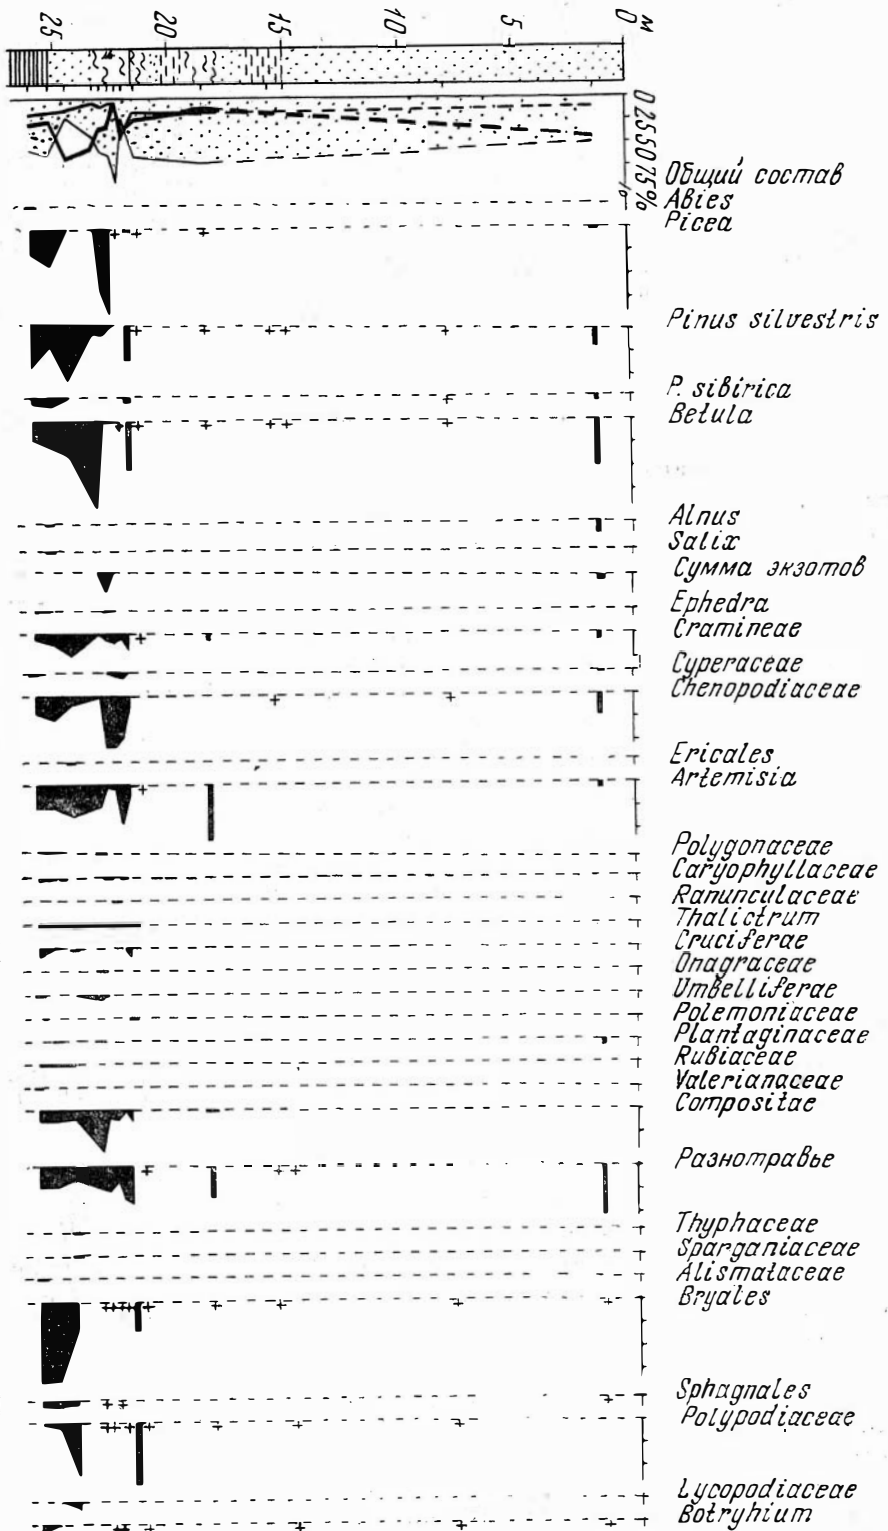 25 20 15 10 5 0 м
0 25 50 75 %
Общий состав
Abies
Picea
Pinus silvestris
P. sibirica
Betula
Alnus
Salix
Сумма экзотов
Ephedra
Cramineae
Cyperaceae
Chenopodiaceae
Ericales
Artemisia
Polygonaceae
Caryophyllaceae
Ranunculaceae
Thalictrum
Cruciferae
Onagraceae
Umbelliferae
Polemoniaceae
Plantaginaceae
Rubiaceae
Valerianaceae
Compositae
Разнотравье
Thyphaceae
Sparganiaceae
Alismataceae
Bryales
Sphagnales
Polypodiaceae
Lycopodiaceae
Botryhium